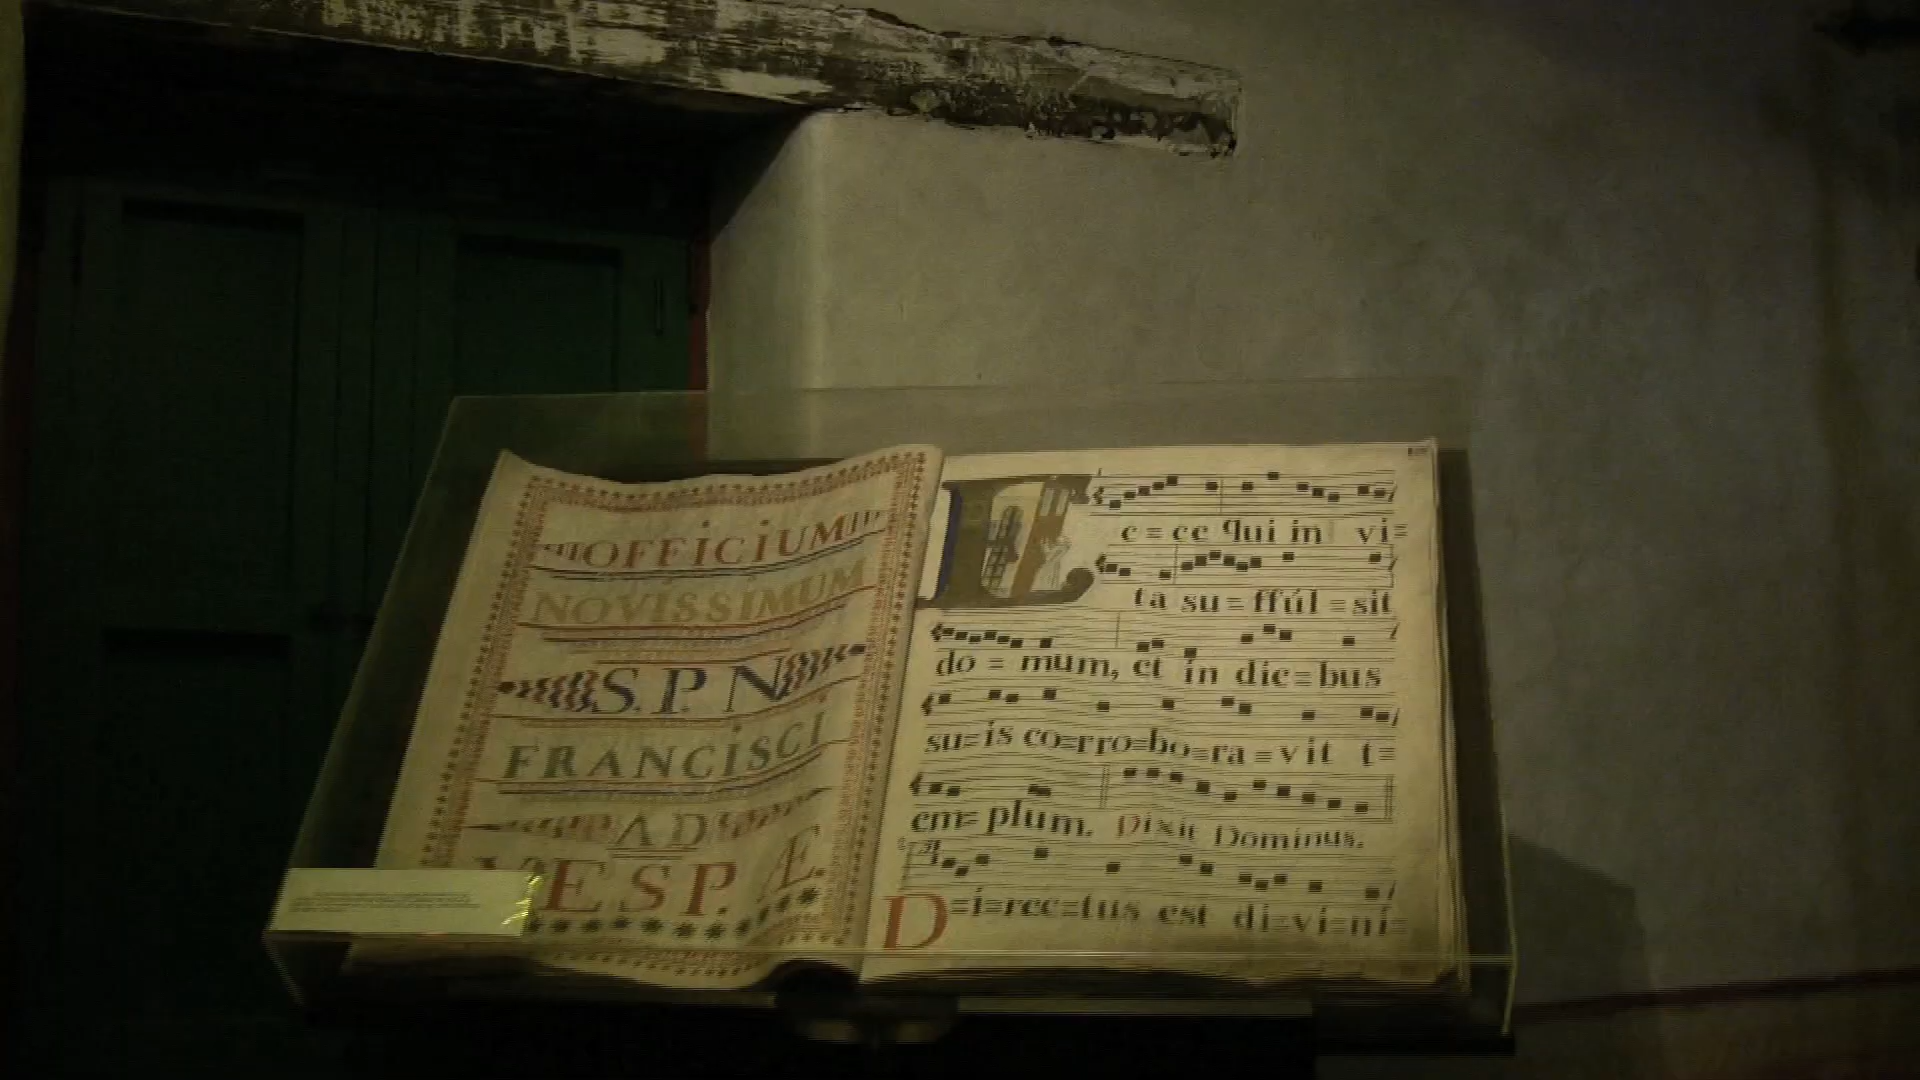 OFFICIUM
NOVISSIMUM
S. P. N
FRANCISCI
AD
VESP. Æ.
E
c = ce qui in vi=
ta su = ffúl = sit
do = mum, et in die = bus
su= is co=rro=bo=ra = vit t=
em= plum. Dixit Dominus.
D=i=rec=tus est di=vi=ni=